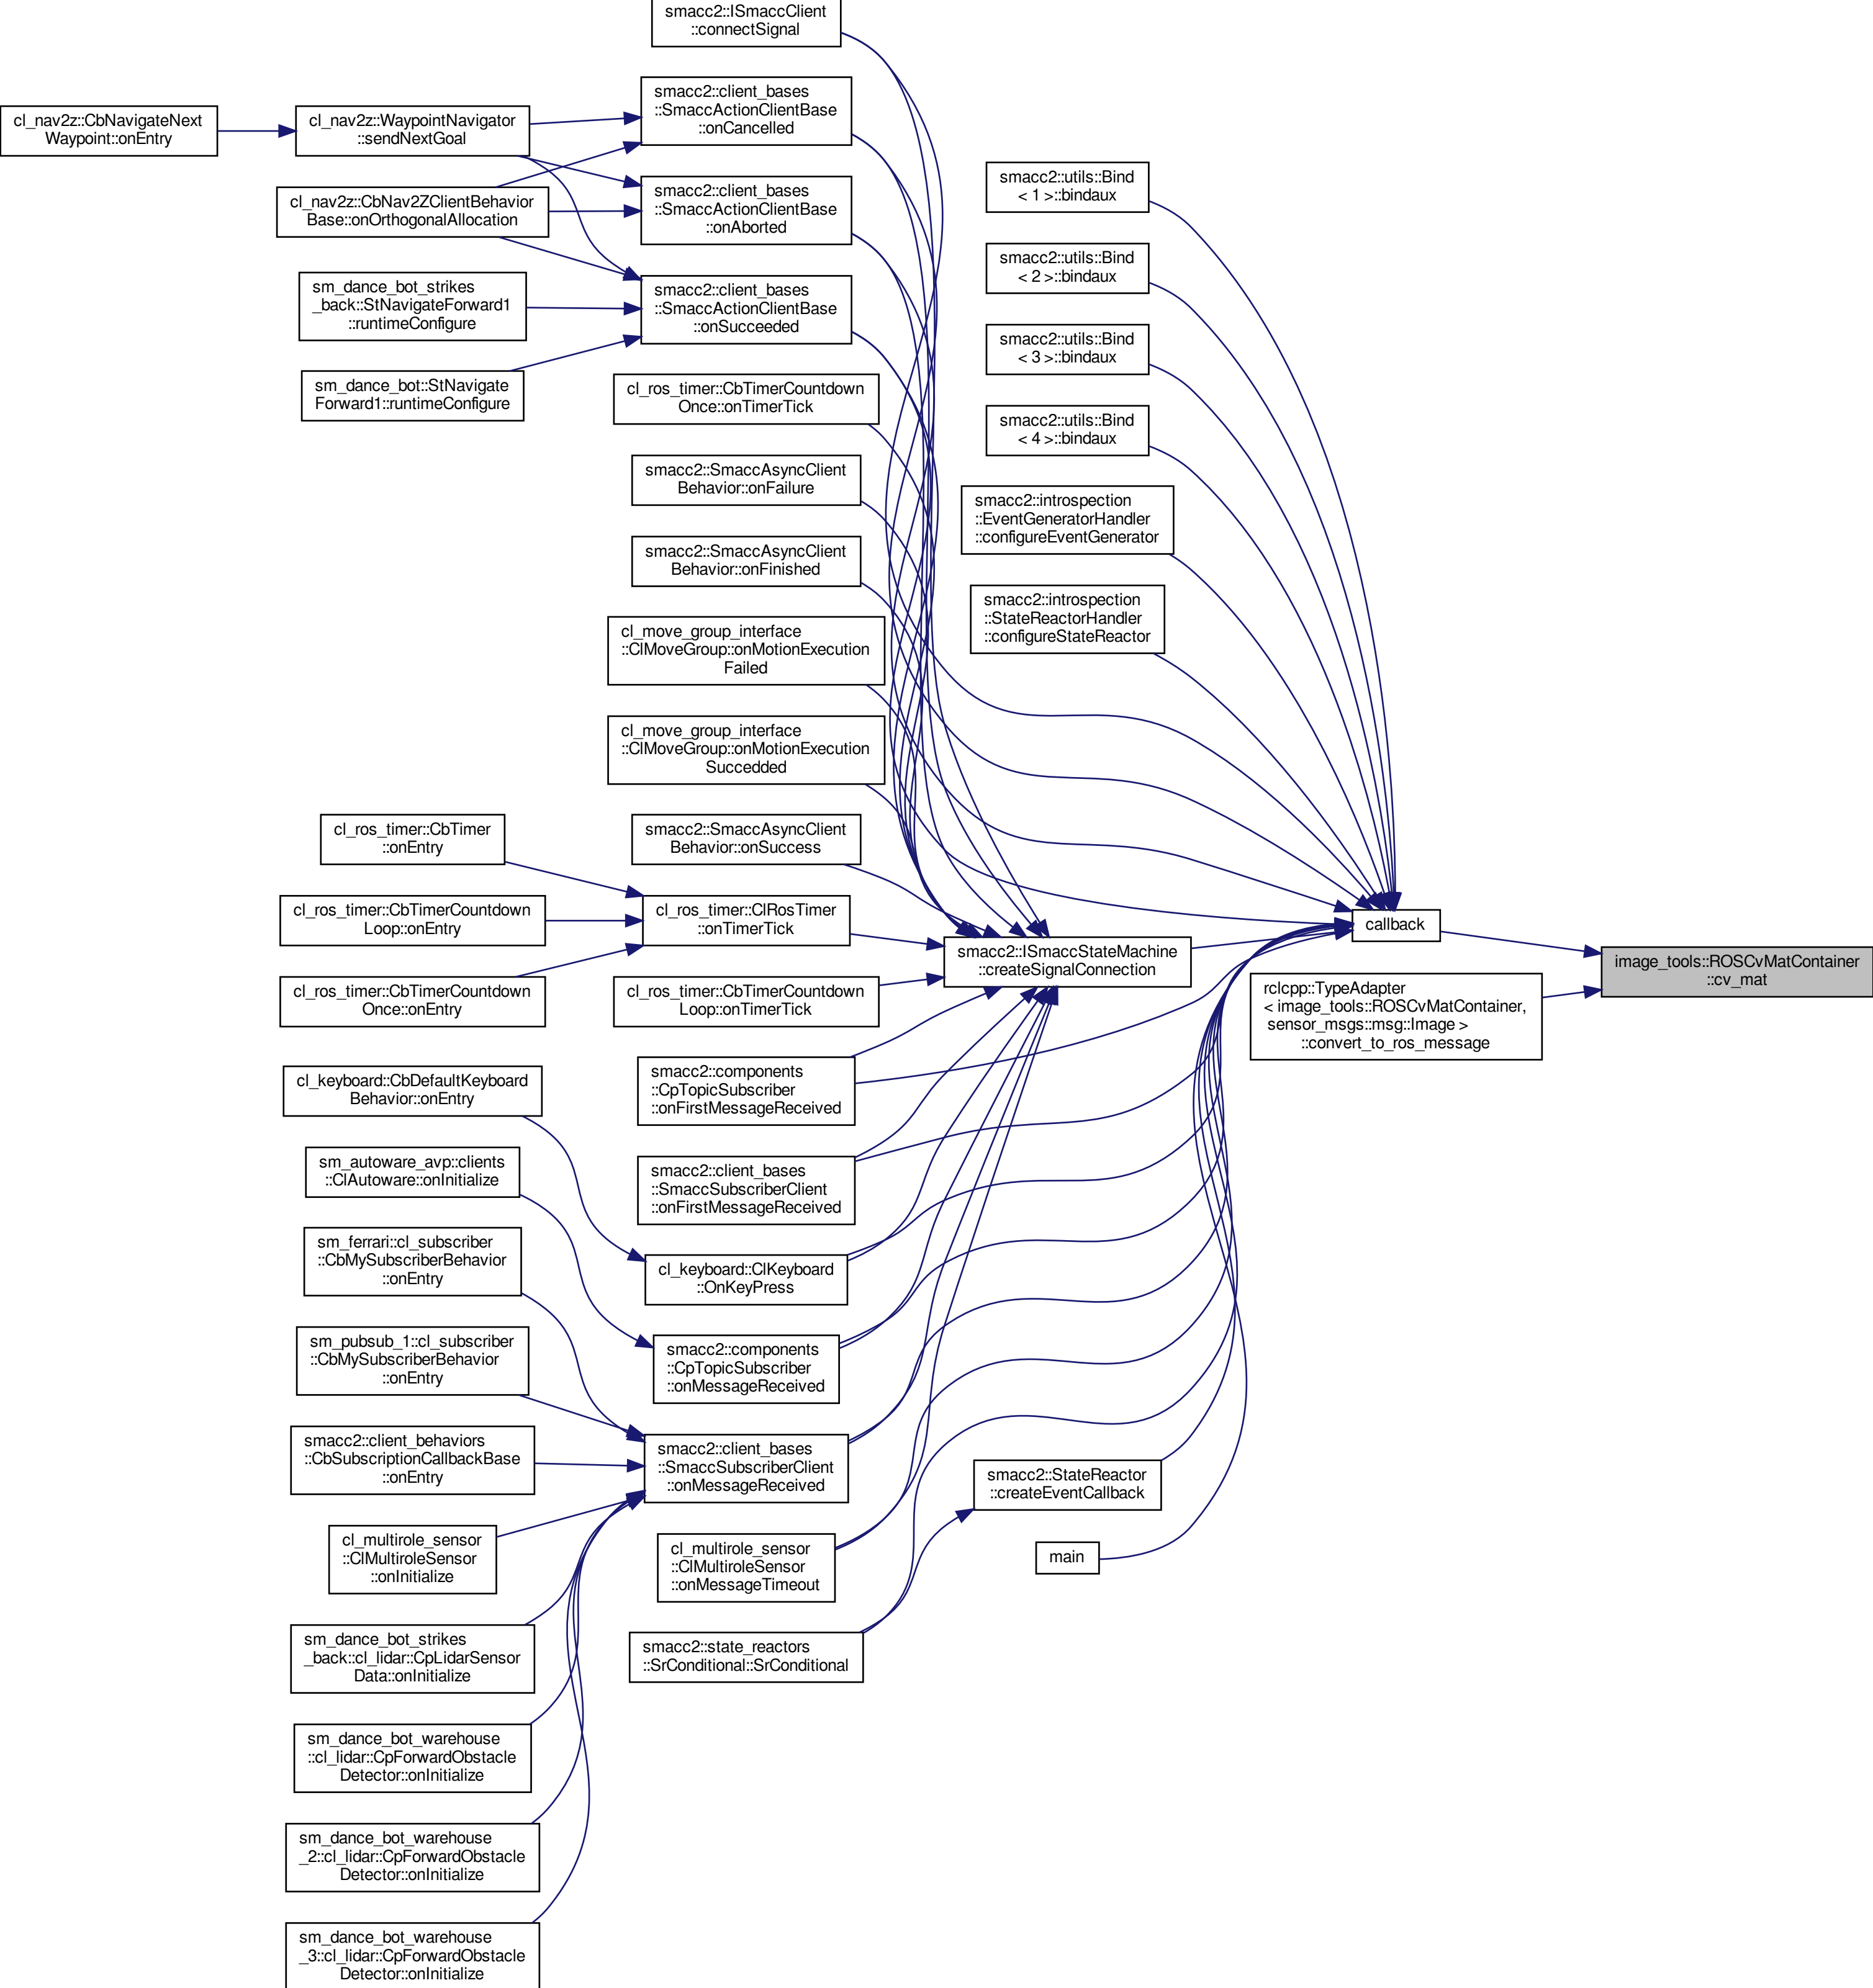 smacc2::ISmaccClient
::connectSignal
smacc2::client_bases
::SmaccActionClientBase
::onCancelled
cl_nav2z::CbNavigateNext
Waypoint::onEntry
cl_nav2z::WaypointNavigator
::sendNextGoal
smacc2::client_bases
::SmaccActionClientBase
::onAborted
cl_nav2z::CbNav2ZClientBehavior
Base::onOrthogonalAllocation
smacc2::client_bases
::SmaccActionClientBase
::onSucceeded
sm_dance_bot_strikes
_back::StNavigateForward1
::runtimeConfigure
sm_dance_bot::StNavigate
Forward1::runtimeConfigure
cl_ros_timer::CbTimerCountdown
Once::onTimerTick
smacc2::SmaccAsyncClient
Behavior::onFailure
smacc2::SmaccAsyncClient
Behavior::onFinished
cl_move_group_interface
::ClMoveGroup::onMotionExecution
Failed
cl_move_group_interface
::ClMoveGroup::onMotionExecution
Succedded
smacc2::SmaccAsyncClient
Behavior::onSuccess
cl_ros_timer::CbTimer
::onEntry
cl_ros_timer::CbTimerCountdown
Loop::onEntry
cl_ros_timer::ClRosTimer
::onTimerTick
cl_ros_timer::CbTimerCountdown
Once::onEntry
cl_ros_timer::CbTimerCountdown
Loop::onTimerTick
smacc2::components
::CpTopicSubscriber
::onFirstMessageReceived
cl_keyboard::CbDefaultKeyboard
Behavior::onEntry
smacc2::client_bases
::SmaccSubscriberClient
::onFirstMessageReceived
sm_autoware_avp::clients
::ClAutoware::onInitialize
cl_keyboard::ClKeyboard
::OnKeyPress
sm_ferrari::cl_subscriber
::CbMySubscriberBehavior
::onEntry
smacc2::components
::CpTopicSubscriber
::onMessageReceived
sm_pubsub_1::cl_subscriber
::CbMySubscriberBehavior
::onEntry
smacc2::client_behaviors
::CbSubscriptionCallbackBase
::onEntry
smacc2::client_bases
::SmaccSubscriberClient
::onMessageReceived
cl_multirole_sensor
::ClMultiroleSensor
::onInitialize
cl_multirole_sensor
::ClMultiroleSensor
::onMessageTimeout
sm_dance_bot_strikes
_back::cl_lidar::CpLidarSensor
Data::onInitialize
smacc2::state_reactors
::SrConditional::SrConditional
sm_dance_bot_warehouse
::cl_lidar::CpForwardObstacle
Detector::onInitialize
sm_dance_bot_warehouse
_2::cl_lidar::CpForwardObstacle
Detector::onInitialize
sm_dance_bot_warehouse
_3::cl_lidar::CpForwardObstacle
Detector::onInitialize
smacc2::utils::Bind
< 1 >::bindaux
smacc2::utils::Bind
< 2 >::bindaux
smacc2::utils::Bind
< 3 >::bindaux
smacc2::utils::Bind
< 4 >::bindaux
smacc2::introspection
::EventGeneratorHandler
::configureEventGenerator
smacc2::introspection
::StateReactorHandler
::configureStateReactor
smacc2::ISmaccStateMachine
::createSignalConnection
smacc2::StateReactor
::createEventCallback
main
callback
rclcpp::TypeAdapter
< image_tools::ROSCvMatContainer,
sensor_msgs::msg::Image >
::convert_to_ros_message
image_tools::ROSCvMatContainer
::cv_mat